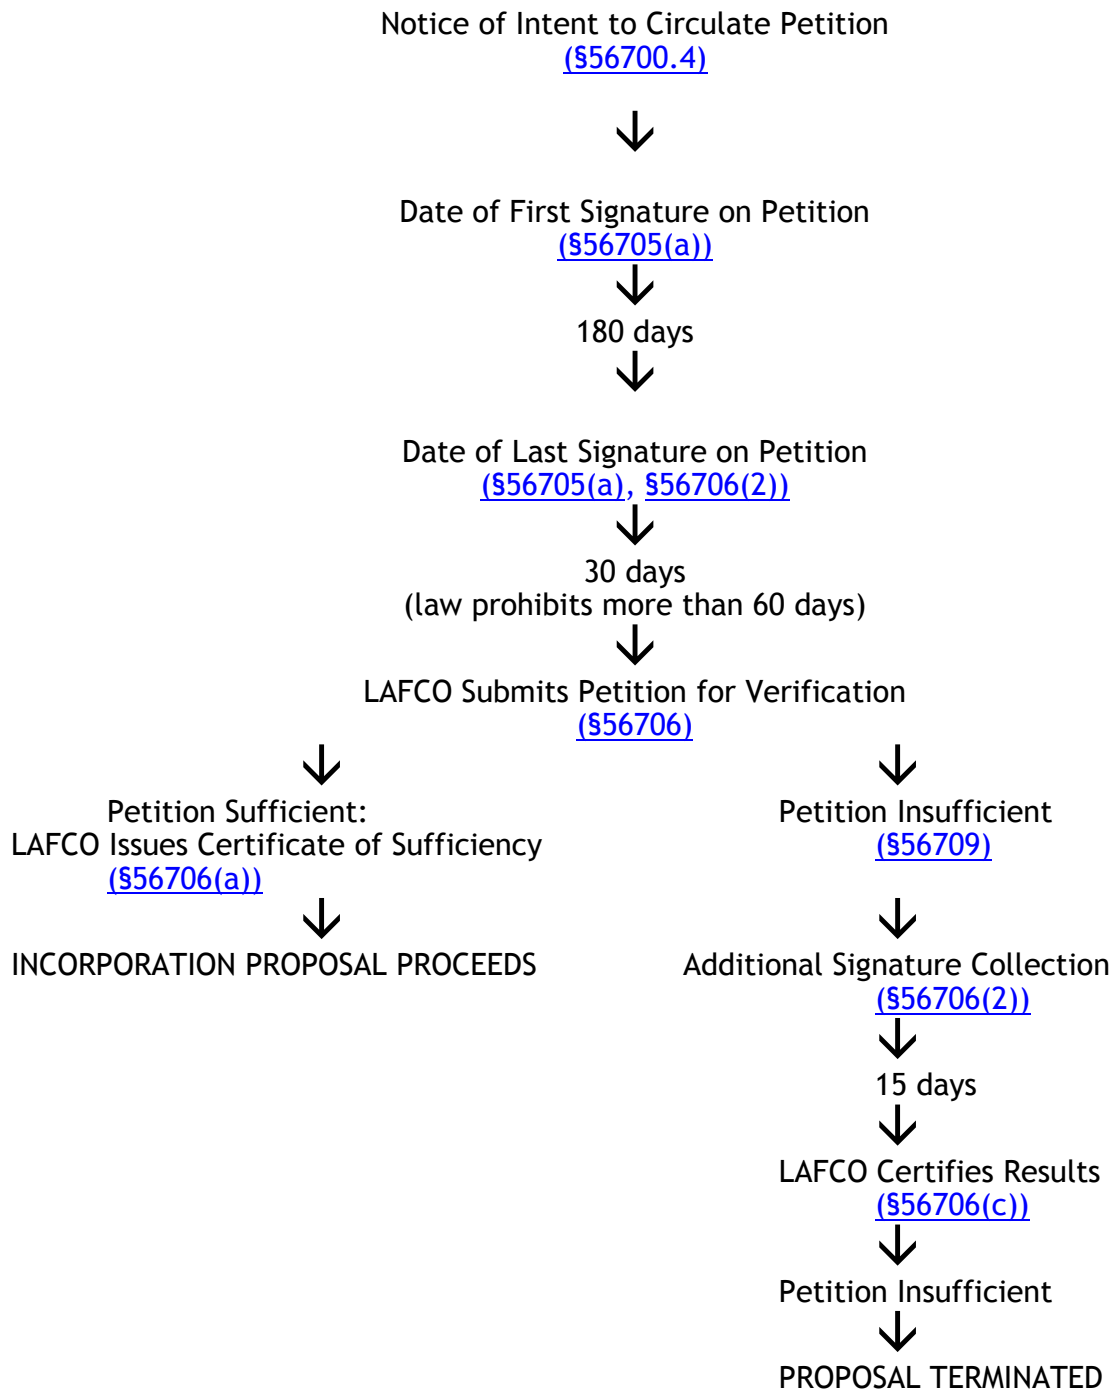 Notice of Intent to Circulate Petition
(§56700.4)
Date of First Signature on Petition
(§56705(a))
180 days
Date of Last Signature on Petition
(§56705(a), §56706(2))
30 days
(law prohibits more than 60 days)
LAFCO Submits Petition for Verification
(§56706)
Petition Sufficient:
LAFCO Issues Certificate of Sufficiency
(§56706(a))
INCORPORATION PROPOSAL PROCEEDS
Petition Insufficient
(§56709)
Additional Signature Collection
(§56706(2))
15 days
LAFCO Certifies Results
(§56706(c))
Petition Insufficient
PROPOSAL TERMINATED